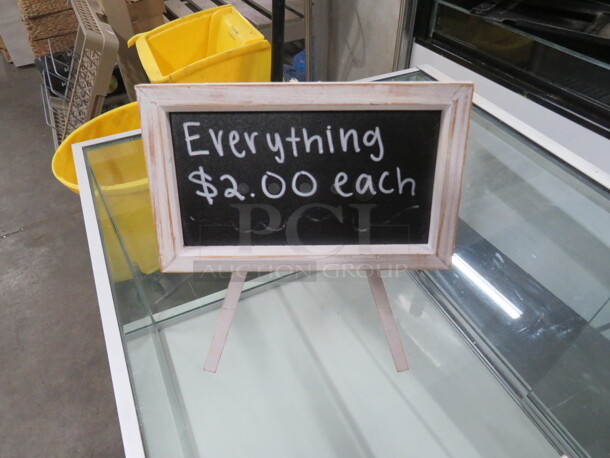 Everything
$2.00 each
PCI
AUCTION GROUP